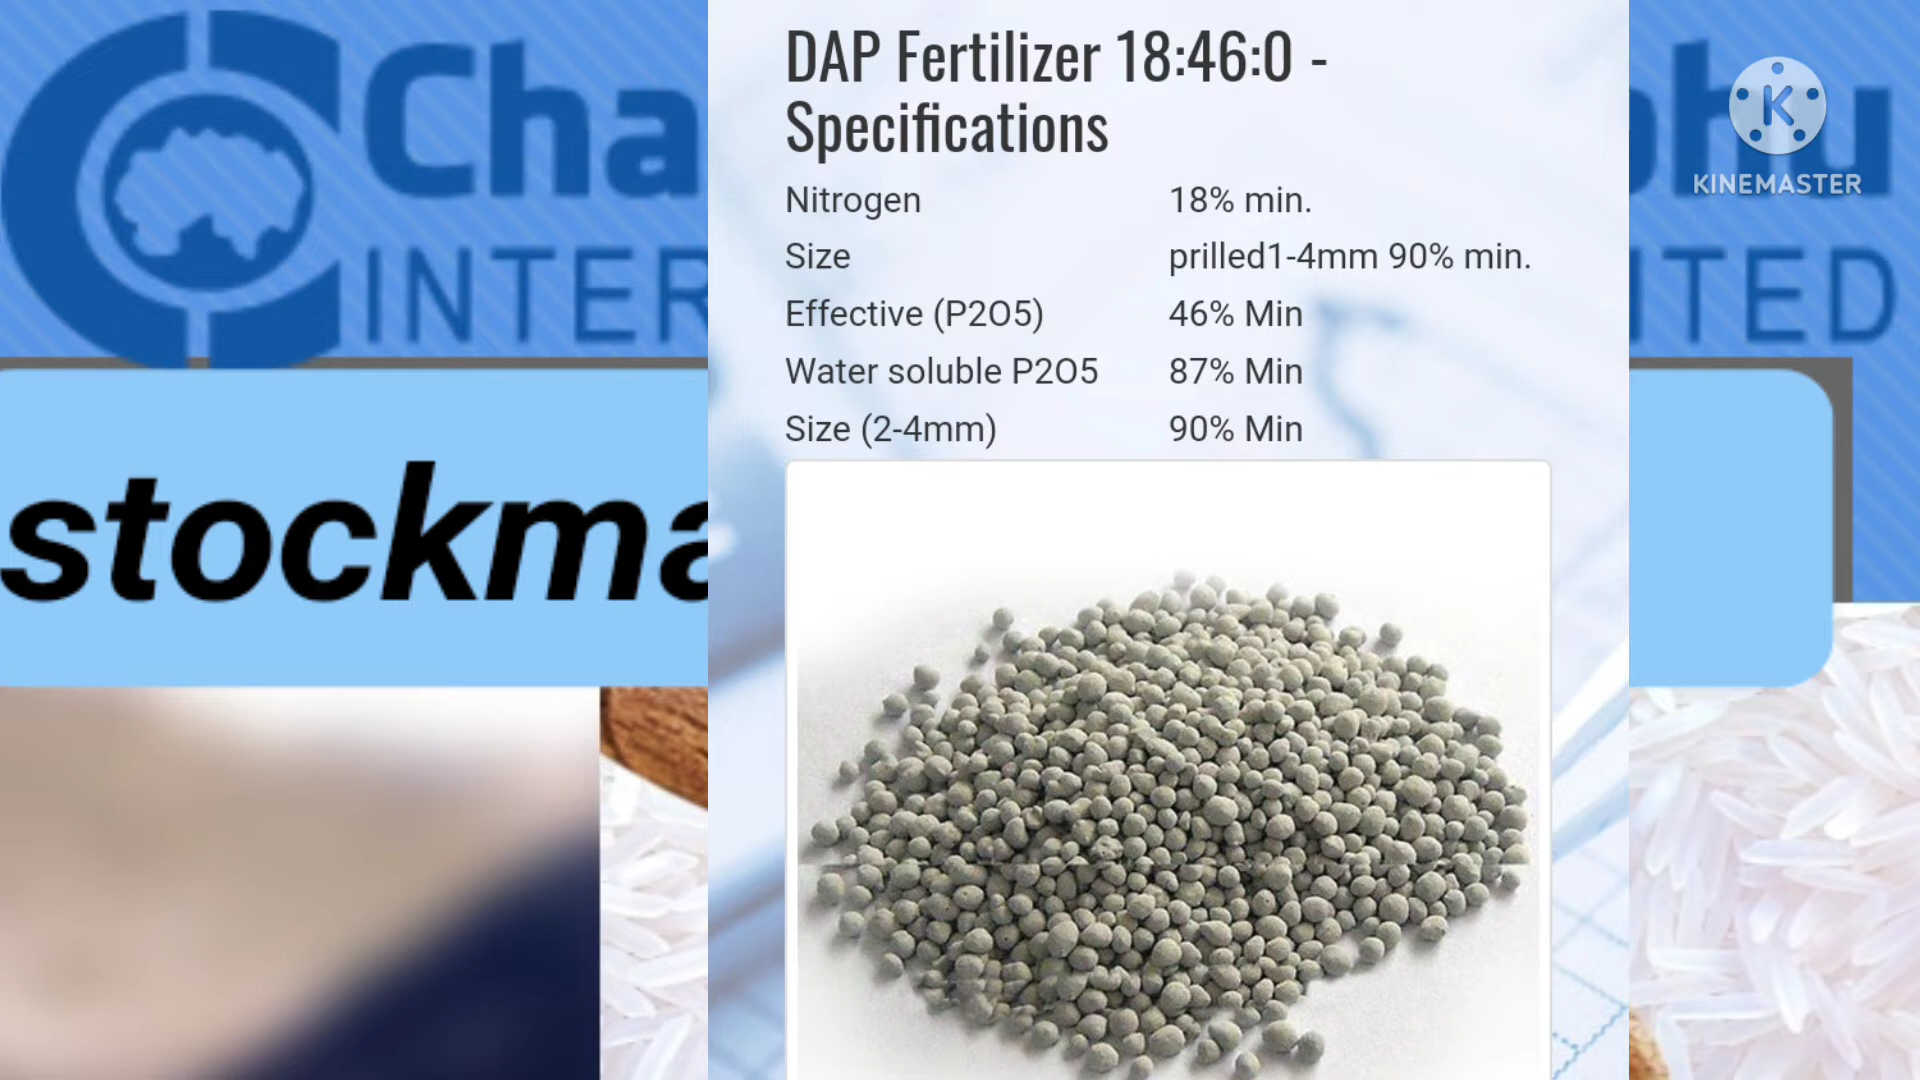 Cha
INTER
stockma
DAP Fertilizer 18:46:0 -
Specifications
Nitrogen 18% min.
Size prilled1-4mm 90% min.
Effective (P2O5) 46% Min
Water soluble P2O5 87% Min
Size (2-4mm) 90% Min
K
KINEMASTER
hu
ITED